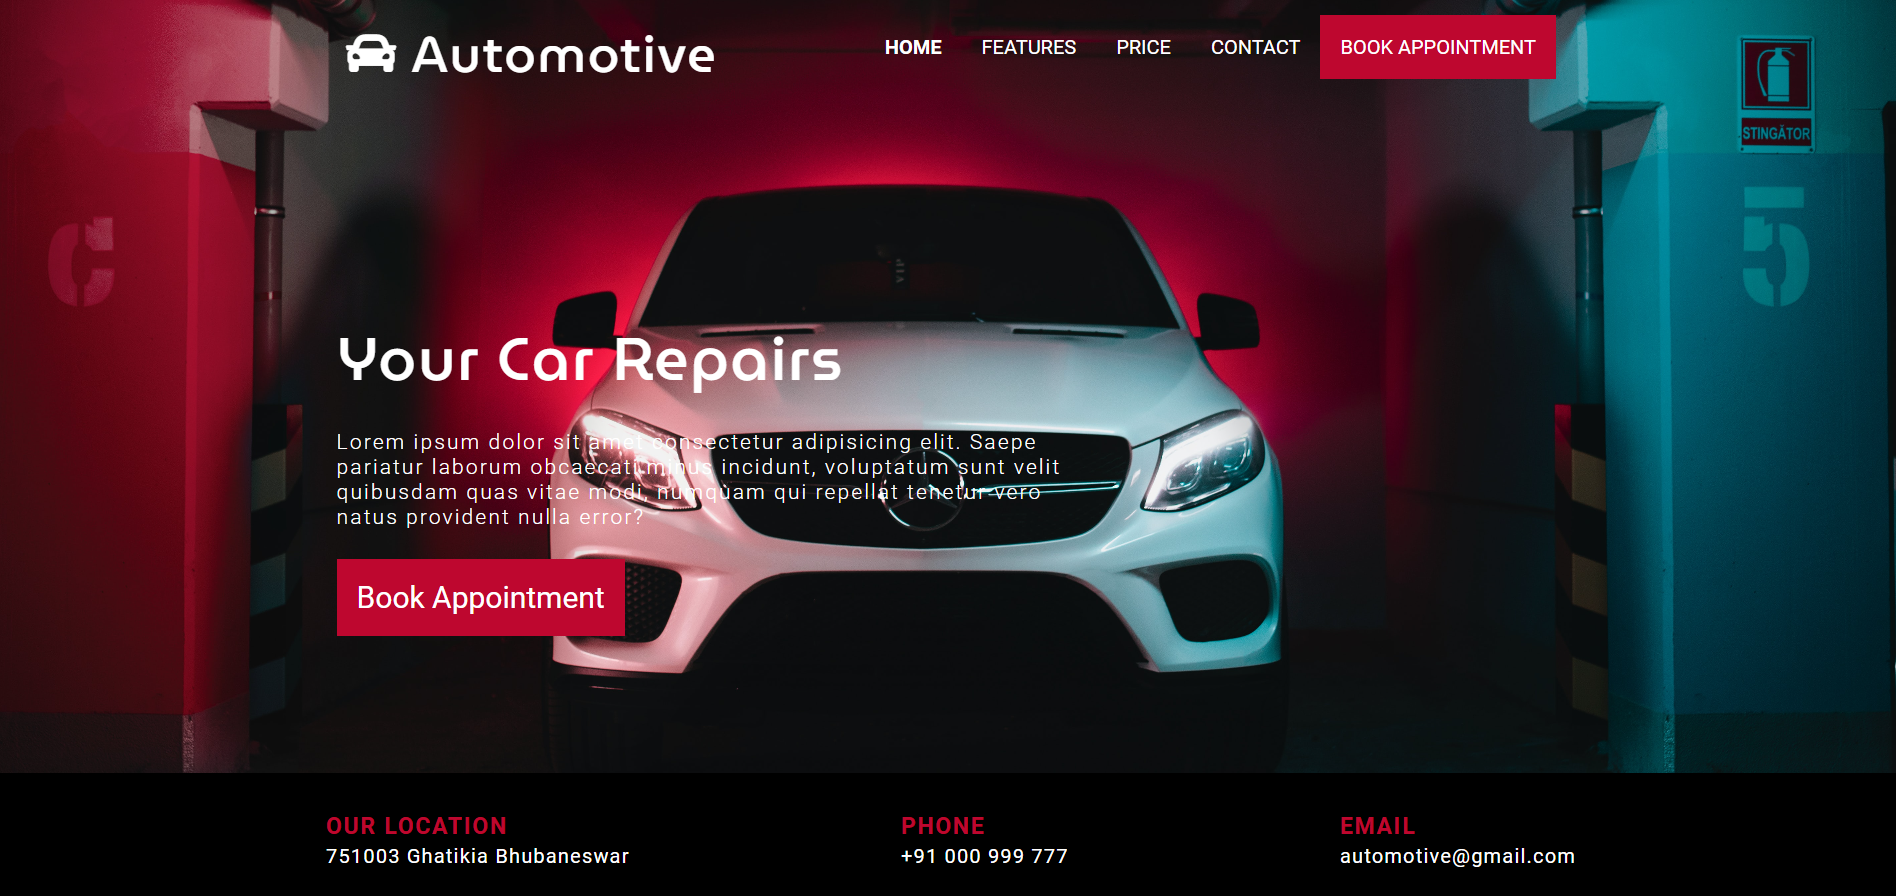 Automotive
HOME FEATURES PRICE CONTACT BOOK APPOINTMENT
STINGĂTOR
C
5
VIP
Your Car Repairs
Lorem ipsum dolor sit amet consectetur adipisicing elit. Saepe
pariatur laborum obcaecati minus incidunt, voluptatum sunt velit
quibusdam quas vitae modi, numquam qui repellat tenetur vero
natus provident nulla error?
Book Appointment
OUR LOCATION
751003 Ghatikia Bhubaneswar
PHONE
+91 000 999 777
EMAIL
automotive@gmail.com